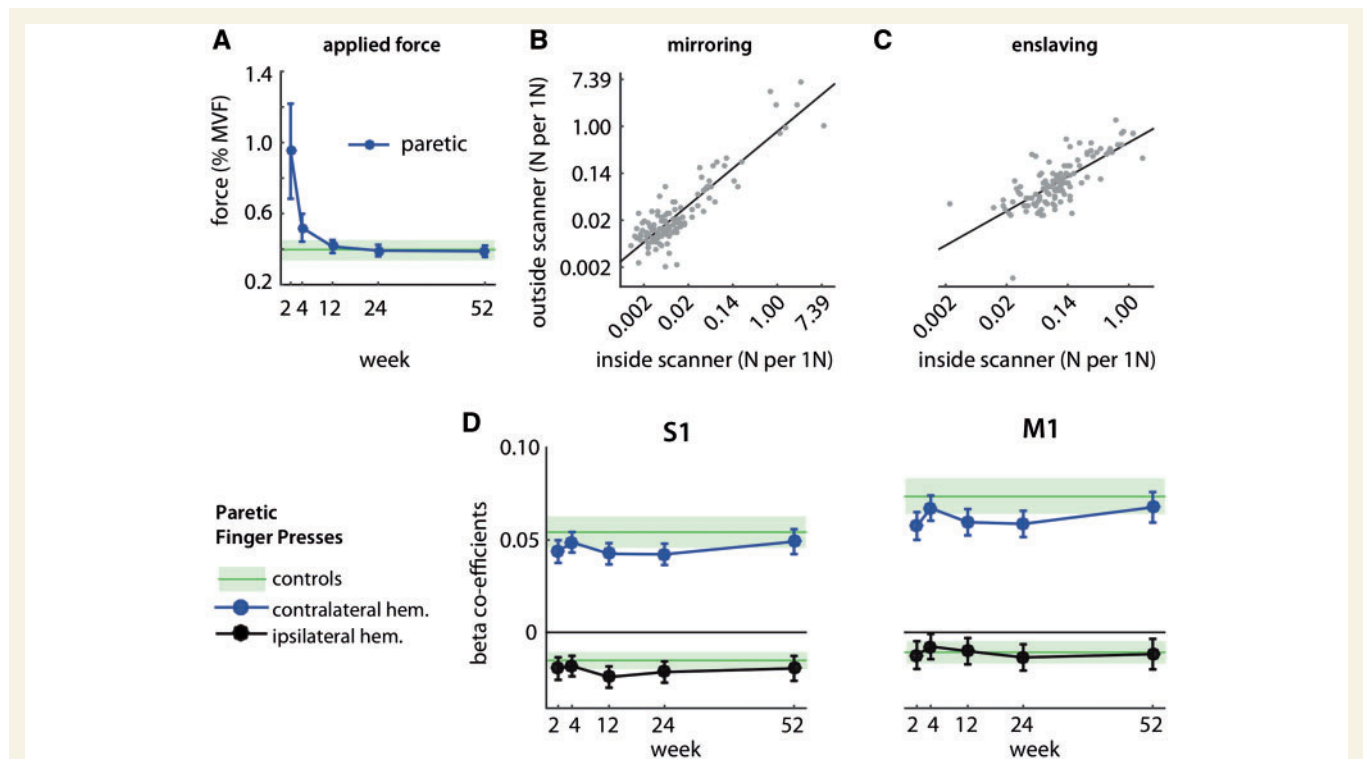 A applied force
force (% MVF)
1.4
1.0
0.6
0.2
paretic
2 4 12 24 52
week
B mirroring
outside scanner (N per 1N)
7.39
1.00
0.14
0.02
0.002
0.002 0.02 0.14 1.00 7.39
inside scanner (N per 1N)
C enslaving
0.002 0.02 0.14 1.00
inside scanner (N per 1N)
Paretic
Finger Presses
controls
contralateral hem.
ipsilateral hem.
D S1
beta co-efficients
0.10
0.05
0
2 4 12 24 52
week
M1
2 4 12 24 52
week